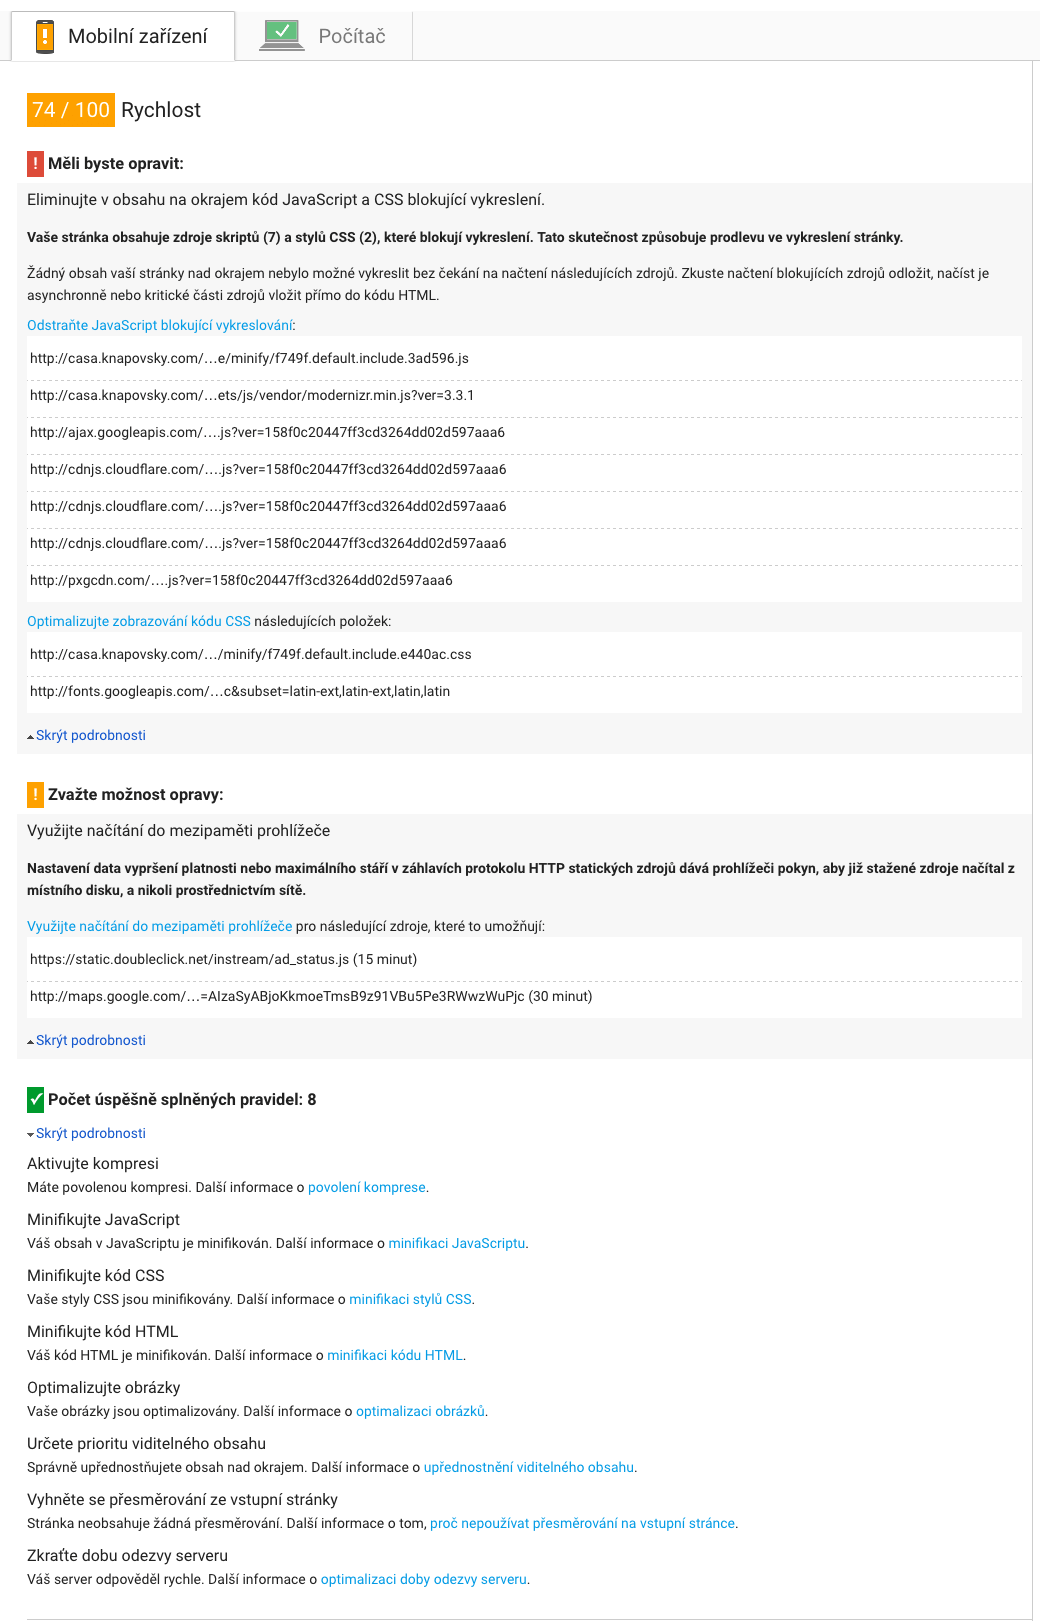 Mobilní zařízení
Počítač
74 / 100 Rychlost
! Měli byste opravit:
Eliminujte v obsahu na okrajem kód JavaScript a CSS blokující vykreslení.
Vaše stránka obsahuje zdroje skriptů (7) a stylů CSS (2), které blokují vykreslení. Tato skutečnost způsobuje prodlevu ve vykreslení stránky.
Žádný obsah vaší stránky nad okrajem nebylo možné vykreslit bez čekání na načtení následujících zdrojů. Zkuste načtení blokujících zdrojů odložit, načíst je
asynchronně nebo kritické části zdrojů vložit přímo do kódu HTML.
Odstraňte JavaScript blokující vykreslování:
http://casa.knapovsky.com/…e/minify/f749f.default.include.3ad596.js
http://casa.knapovsky.com/…ets/js/vendor/modernizr.min.js?ver=3.3.1
http://ajax.googleapis.com/….js?ver=158f0c20447ff3cd3264dd02d597aaa6
http://cdnjs.cloudflare.com/….js?ver=158f0c20447ff3cd3264dd02d597aaa6
http://cdnjs.cloudflare.com/….js?ver=158f0c20447ff3cd3264dd02d597aaa6
http://cdnjs.cloudflare.com/….js?ver=158f0c20447ff3cd3264dd02d597aaa6
http://pxgcdn.com/….js?ver=158f0c20447ff3cd3264dd02d597aaa6
Optimalizujte zobrazování kódu CSS následujících položek:
http://casa.knapovsky.com/…/minify/f749f.default.include.e440ac.css
http://fonts.googleapis.com/…c&subset=latin-ext,latin-ext,latin,latin
Skrýt podrobnosti
! Zvažte možnost opravy:
Využijte načítání do mezipaměti prohlížeče
Nastavení data vypršení platnosti nebo maximálního stáří v záhlavích protokolu HTTP statických zdrojů dává prohlížeči pokyn, aby již stažené zdroje načítal z
místního disku, a nikoli prostřednictvím sítě.
Využijte načítání do mezipaměti prohlížeče pro následující zdroje, které to umožňují:
https://static.doubleclick.net/instream/ad_status.js (15 minut)
http://maps.google.com/…=AIzaSyABjoKkmoeTmsB9z91VBu5Pe3RWwzWuPjc (30 minut)
Skrýt podrobnosti
Počet úspěšně splněných pravidel: 8
Skrýt podrobnosti
Aktivujte kompresi
Máte povolenou kompresi. Další informace o povolení komprese.
Minifikujte JavaScript
Váš obsah v JavaScriptu je minifikován. Další informace o minifikaci JavaScriptu.
Minifikujte kód CSS
Vaše styly CSS jsou minifikovány. Další informace o minifikaci stylů CSS.
Minifikujte kód HTML
Váš kód HTML je minifikován. Další informace o minifikaci kódu HTML.
Optimalizujte obrázky
Vaše obrázky jsou optimalizovány. Další informace o optimalizaci obrázků.
Určete prioritu viditelného obsahu
Správně upřednostňujete obsah nad okrajem. Další informace o upřednostnění viditelného obsahu.
Vyhněte se přesměrování ze vstupní stránky
Stránka neobsahuje žádná přesměrování. Další informace o tom, proč nepoužívat přesměrování na vstupní stránce.
Zkraťte dobu odezvy serveru
Váš server odpověděl rychle. Další informace o optimalizaci doby odezvy serveru.